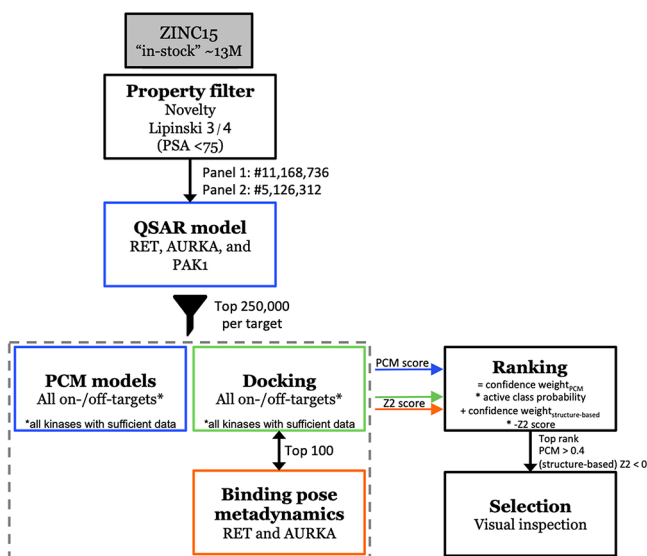 ZINC15
“in-stock” ~13M
Property filter
Novelty
Lipinski 3/4
(PSA <75)
Panel 1: #11,168,736
Panel 2: #5,126,312
QSAR model
RET, AURKA, and
PAK1
Top 250,000
per target
PCM models
All on-/off-targets*
*all kinases with sufficient data
Docking
All on-/off-targets*
*all kinases with sufficient data
PCM score
Z2 score
Ranking
= confidence weightPCM
* active class probability
+ confidence weightstructure-based
* -Z2 score
Top 100
Top rank
PCM > 0.4
(structure-based) Z2 < 0
Binding pose
metadynamics
RET and AURKA
Selection
Visual inspection